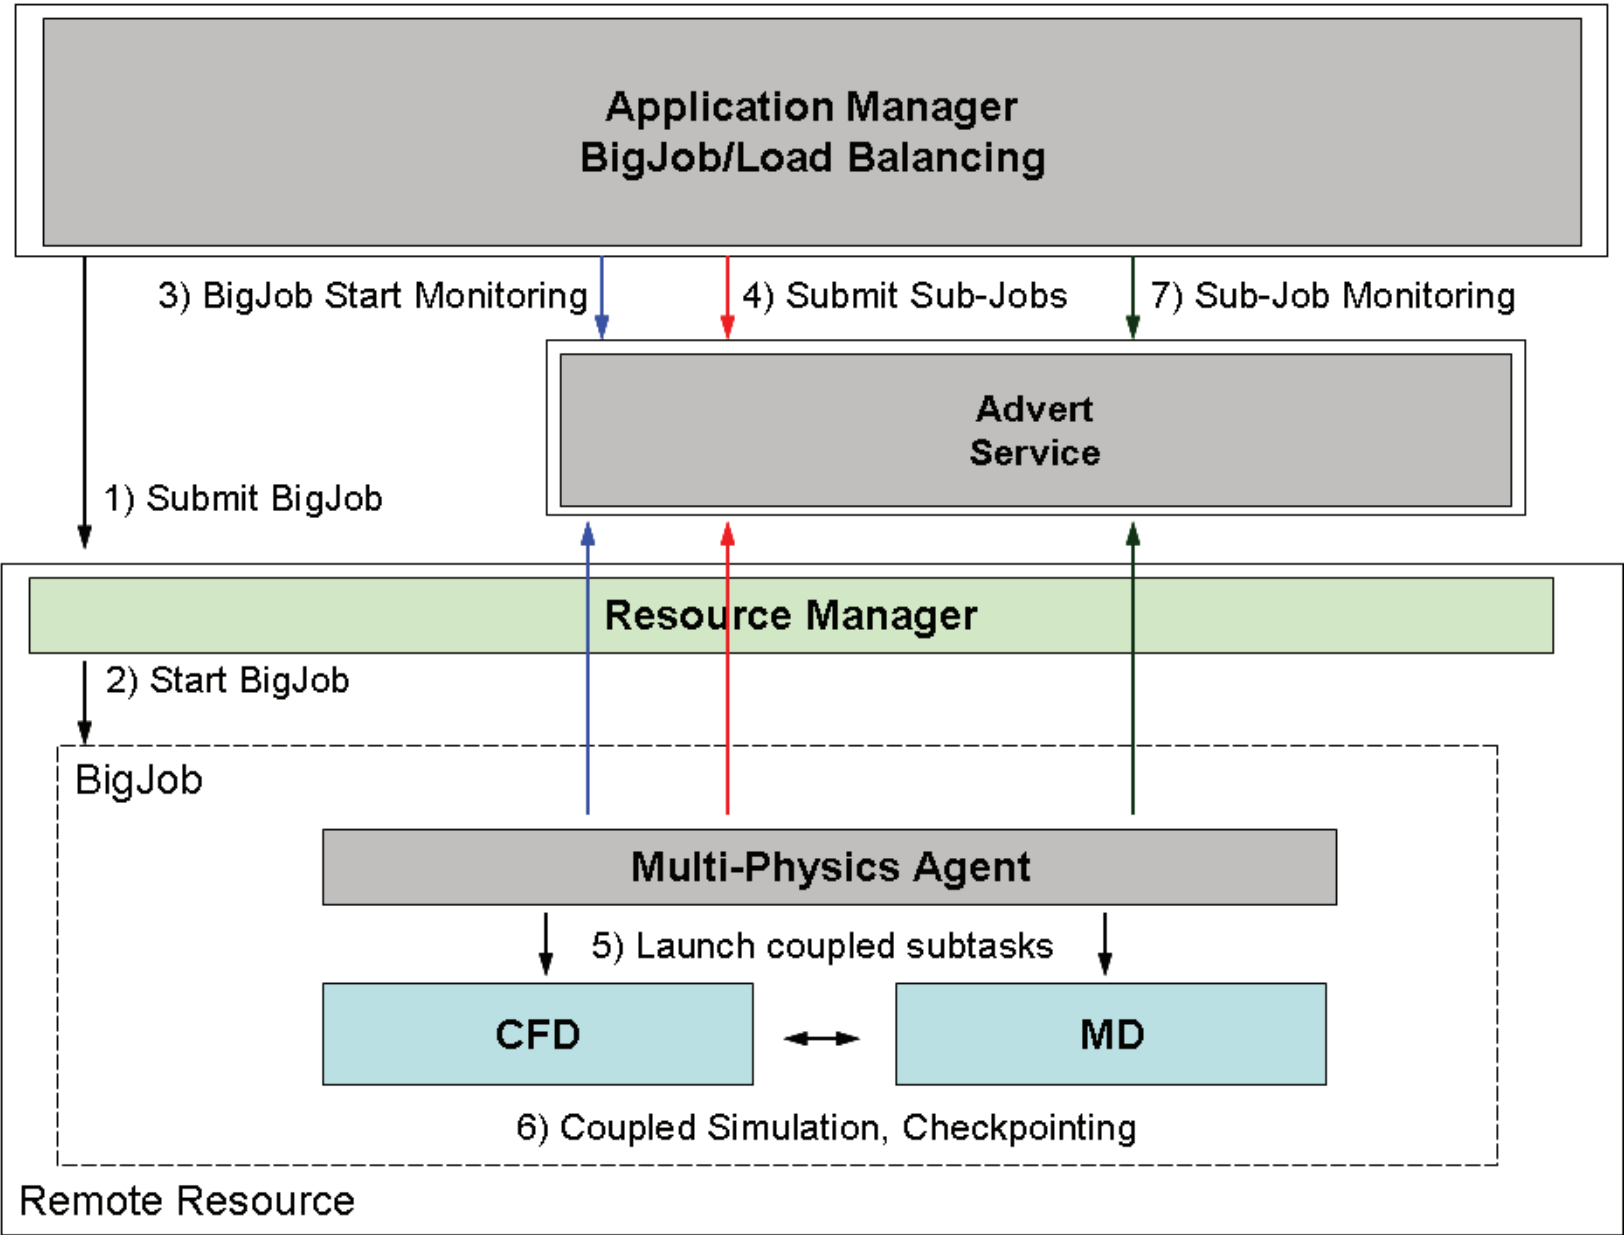 Application Manager
BigJob/Load Balancing
3) BigJob Start Monitoring
4) Submit Sub-Jobs
7) Sub-Job Monitoring
Advert
Service
1) Submit BigJob
Resource Manager
2) Start BigJob
BigJob
Multi-Physics Agent
5) Launch coupled subtasks
CFD
MD
6) Coupled Simulation, Checkpointing
Remote Resource